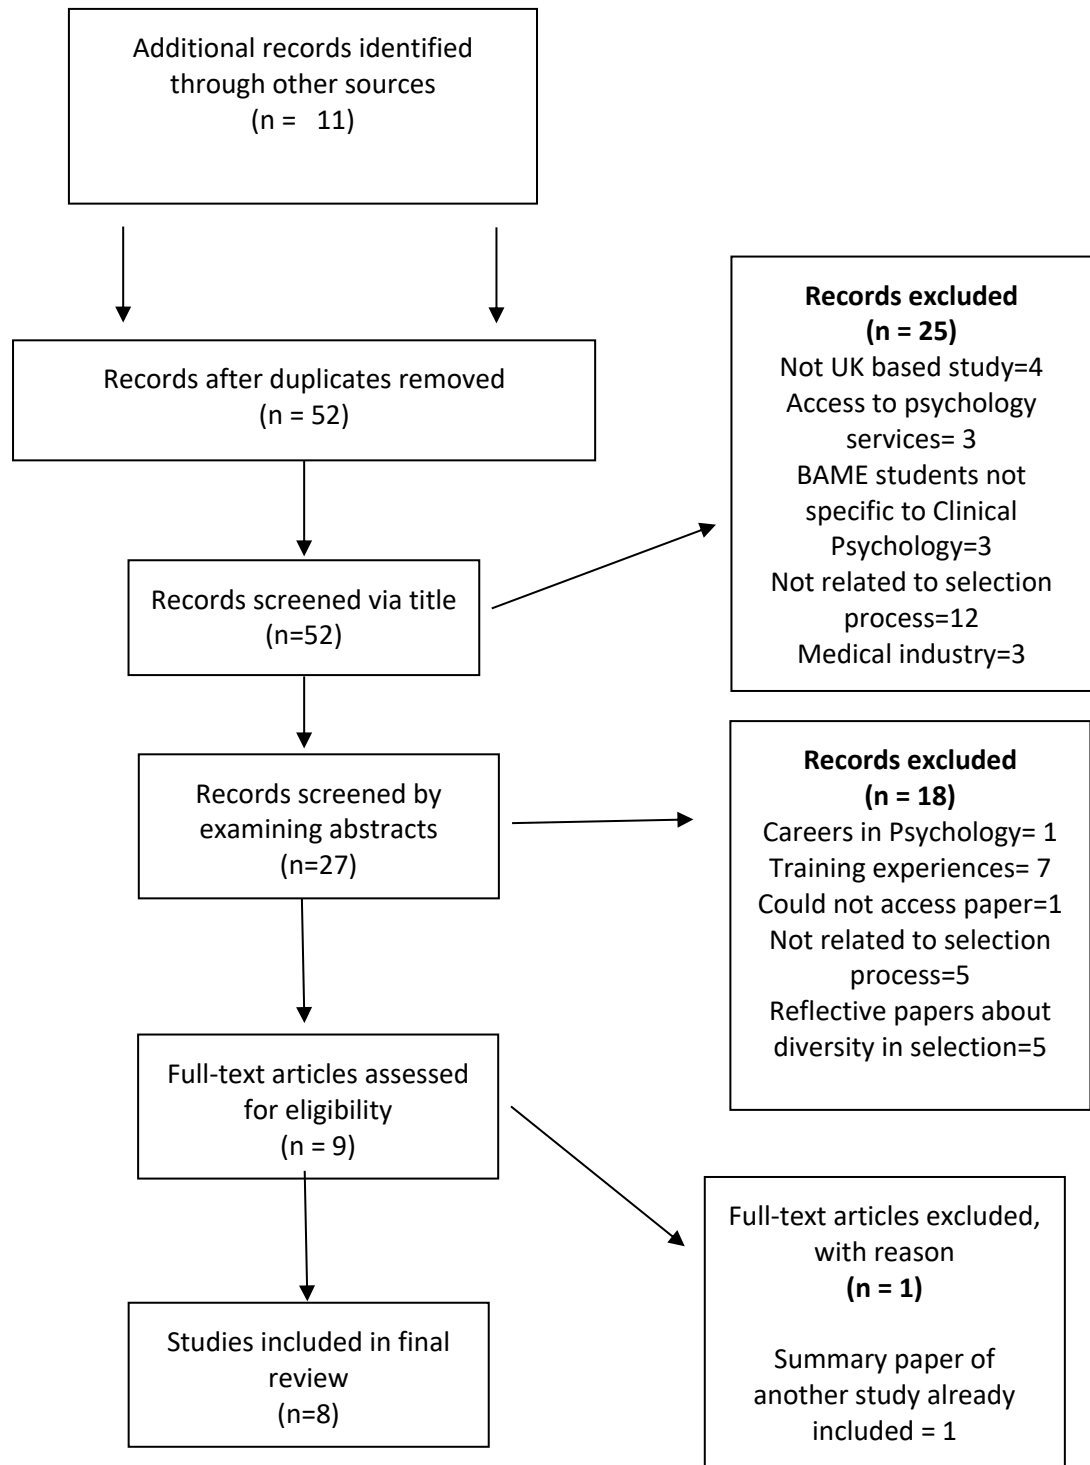 Additional records identified
through other sources
(n =   11)
Records after duplicates removed
(n = 52)
Records screened via title
(n=52)
Records excluded
(n = 25)
Not UK based study=4
Access to psychology
services= 3
BAME students not
specific to Clinical
Psychology=3
Not related to selection
process=12
Medical industry=3
Records screened by
examining abstracts
(n=27)
Records excluded
(n = 18)
Careers in Psychology= 1
Training experiences= 7
Could not access paper=1
Not related to selection
process=5
Reflective papers about
diversity in selection=5
Full-text articles assessed
for eligibility
(n = 9)
Full-text articles excluded,
with reason
(n = 1)
Summary paper of
another study already
included = 1
Studies included in final
review
(n=8)